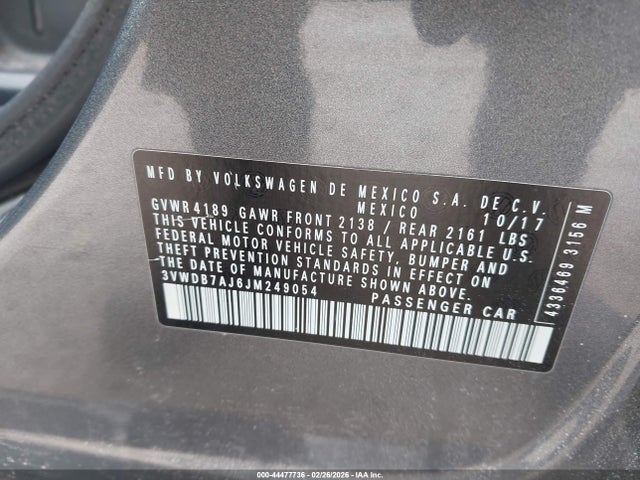 MFD BY VOLKSWAGEN DE MEXICO S.A. DE C.V.
MEXICO 10/17
GVWR 4189 GAWR FRONT 2138 / REAR 2161 LBS
THIS VEHICLE CONFORMS TO ALL APPLICABLE U.S.
FEDERAL MOTOR VEHICLE SAFETY, BUMPER AND
THEFT PREVENTION STANDARDS IN EFFECT ON
THE DATE OF MANUFACTURE SHOWN ABOVE.
3VWDB7AJ6JM249054 PASSENGER CAR
4336469 3156 M
000-44477736 - 02/26/2026 - IAA Inc.